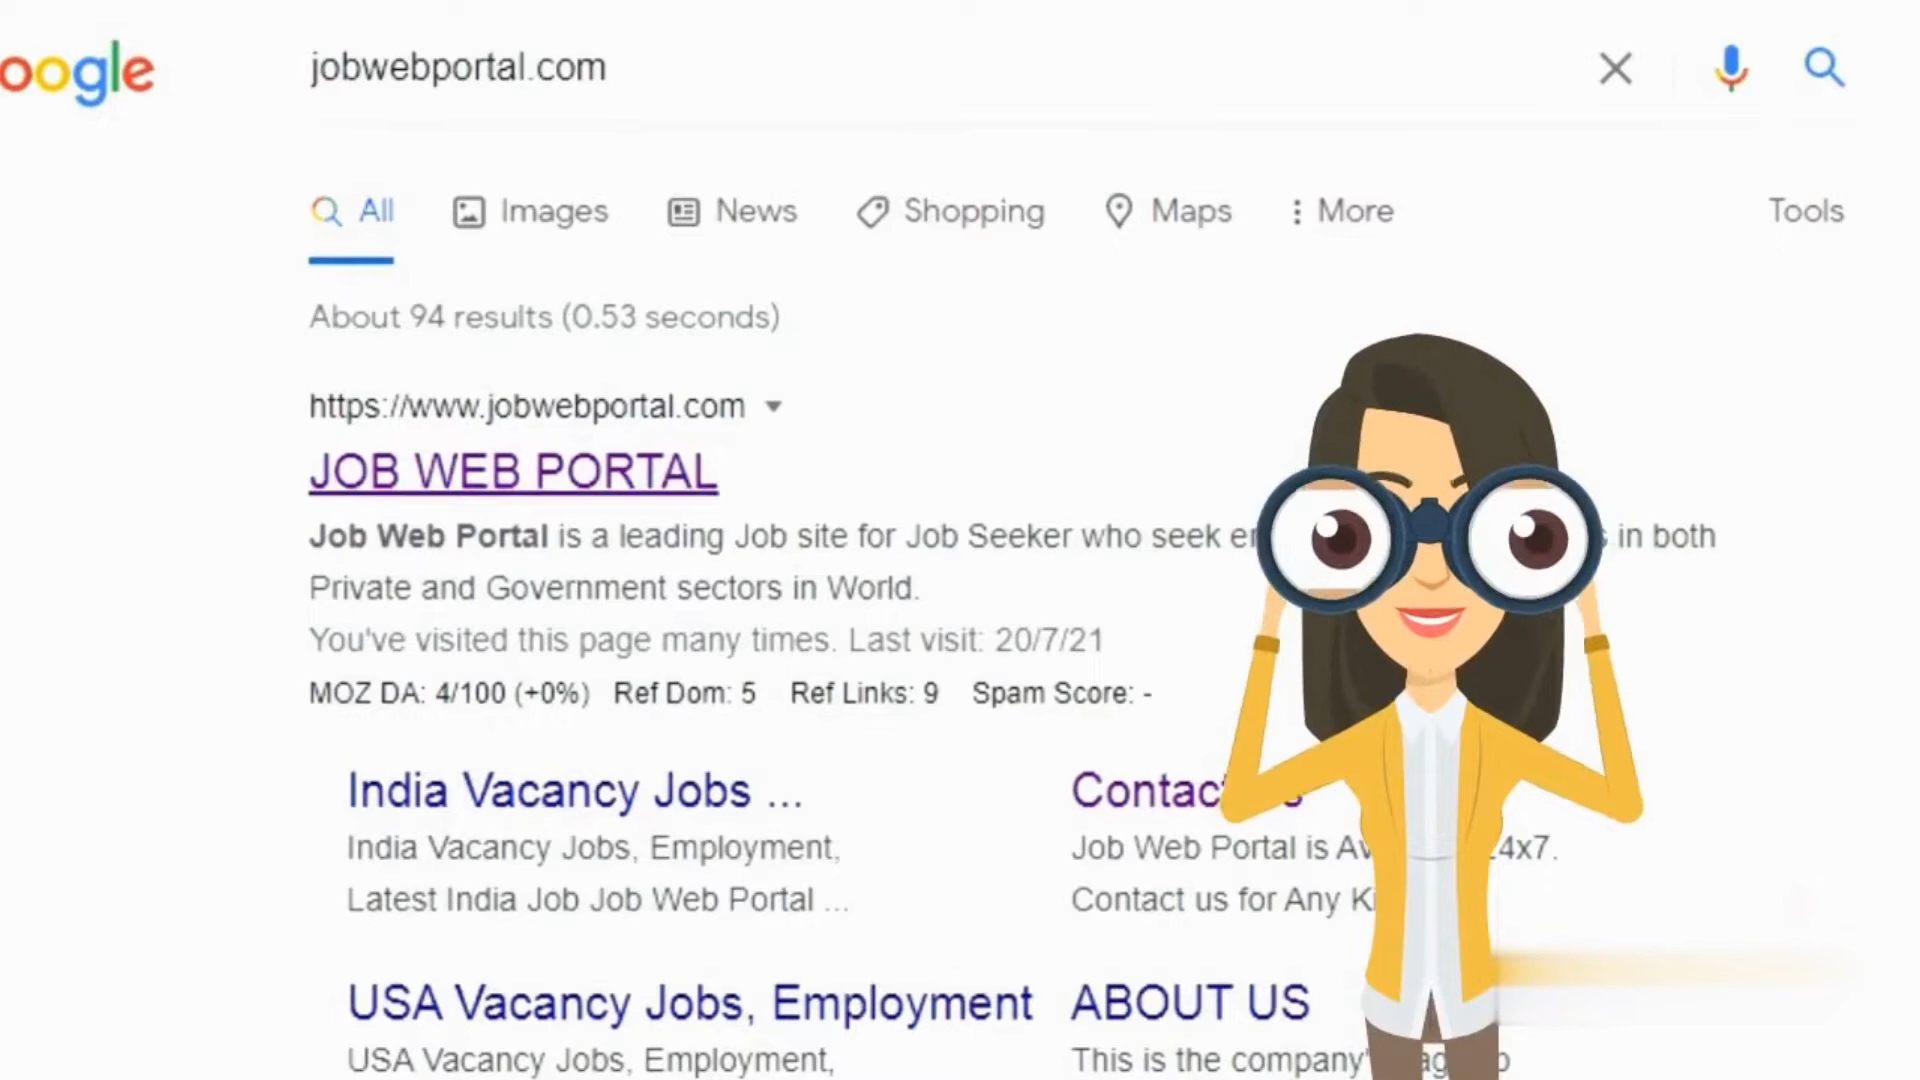 oogle
jobwebportal.com
All Images News Shopping Maps More Tools
About 94 results (0.53 seconds)
https://www.jobwebportal.com
JOB WEB PORTAL
Job Web Portal is a leading Job site for Job Seeker who seek in both
Private and Government sectors in World.
You've visited this page many times. Last visit: 20/7/21
MOZ DA: 4/100 (+0%) Ref Dom: 5 Ref Links: 9 Spam Score: -
India Vacancy Jobs ...
India Vacancy Jobs, Employment,
Latest India Job Job Web Portal ...
Contac s
Job Web Portal is Av 4x7.
Contact us for Any Ki
USA Vacancy Jobs, Employment
USA Vacancy Jobs, Employment,
ABOUT US
This is the company'